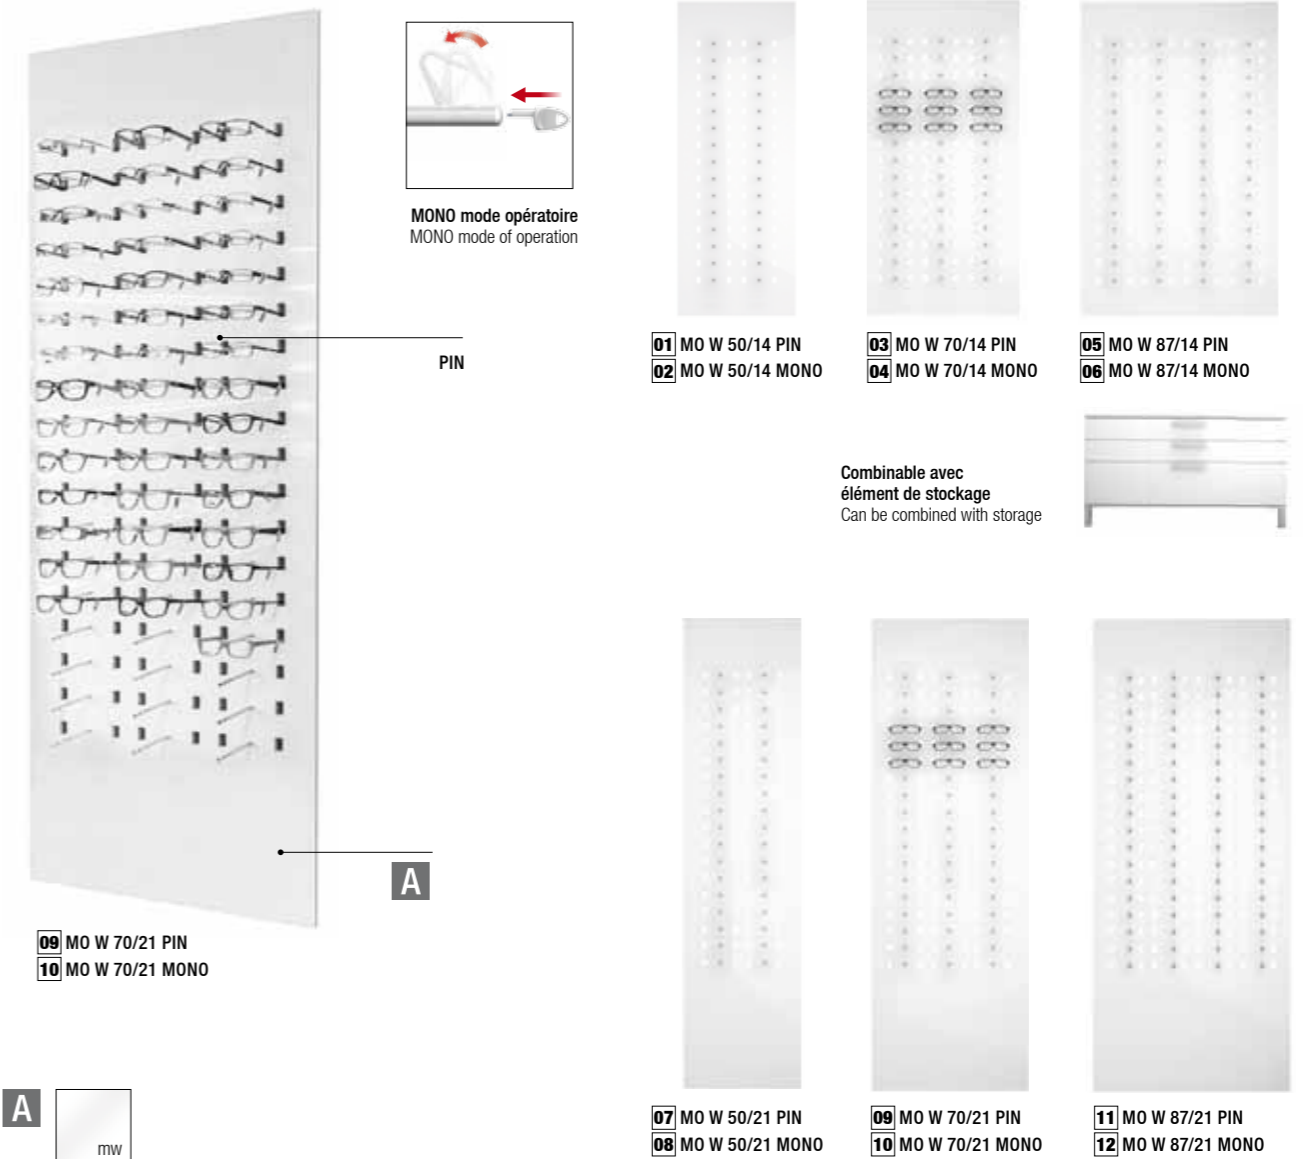 MONO mode opératoire
MONO mode of operation
PIN
A
09 MO W 70/21 PIN
10 MO W 70/21 MONO
A
mw
01 MO W 50/14 PIN
02 MO W 50/14 MONO
03 MO W 70/14 PIN
04 MO W 70/14 MONO
05 MO W 87/14 PIN
06 MO W 87/14 MONO
Combinable avec
élément de stockage
Can be combined with storage
07 MO W 50/21 PIN
08 MO W 50/21 MONO
09 MO W 70/21 PIN
10 MO W 70/21 MONO
11 MO W 87/21 PIN
12 MO W 87/21 MONO